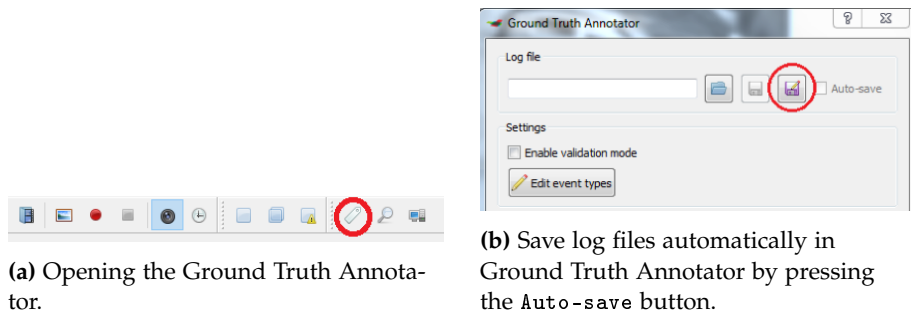 Ground Truth Annotator
Log file
Auto-save
Settings
Enable validation mode
Edit event types
(a) Opening the Ground Truth Annota-
tor.
(b) Save log files automatically in
Ground Truth Annotator by pressing
the Auto-save button.